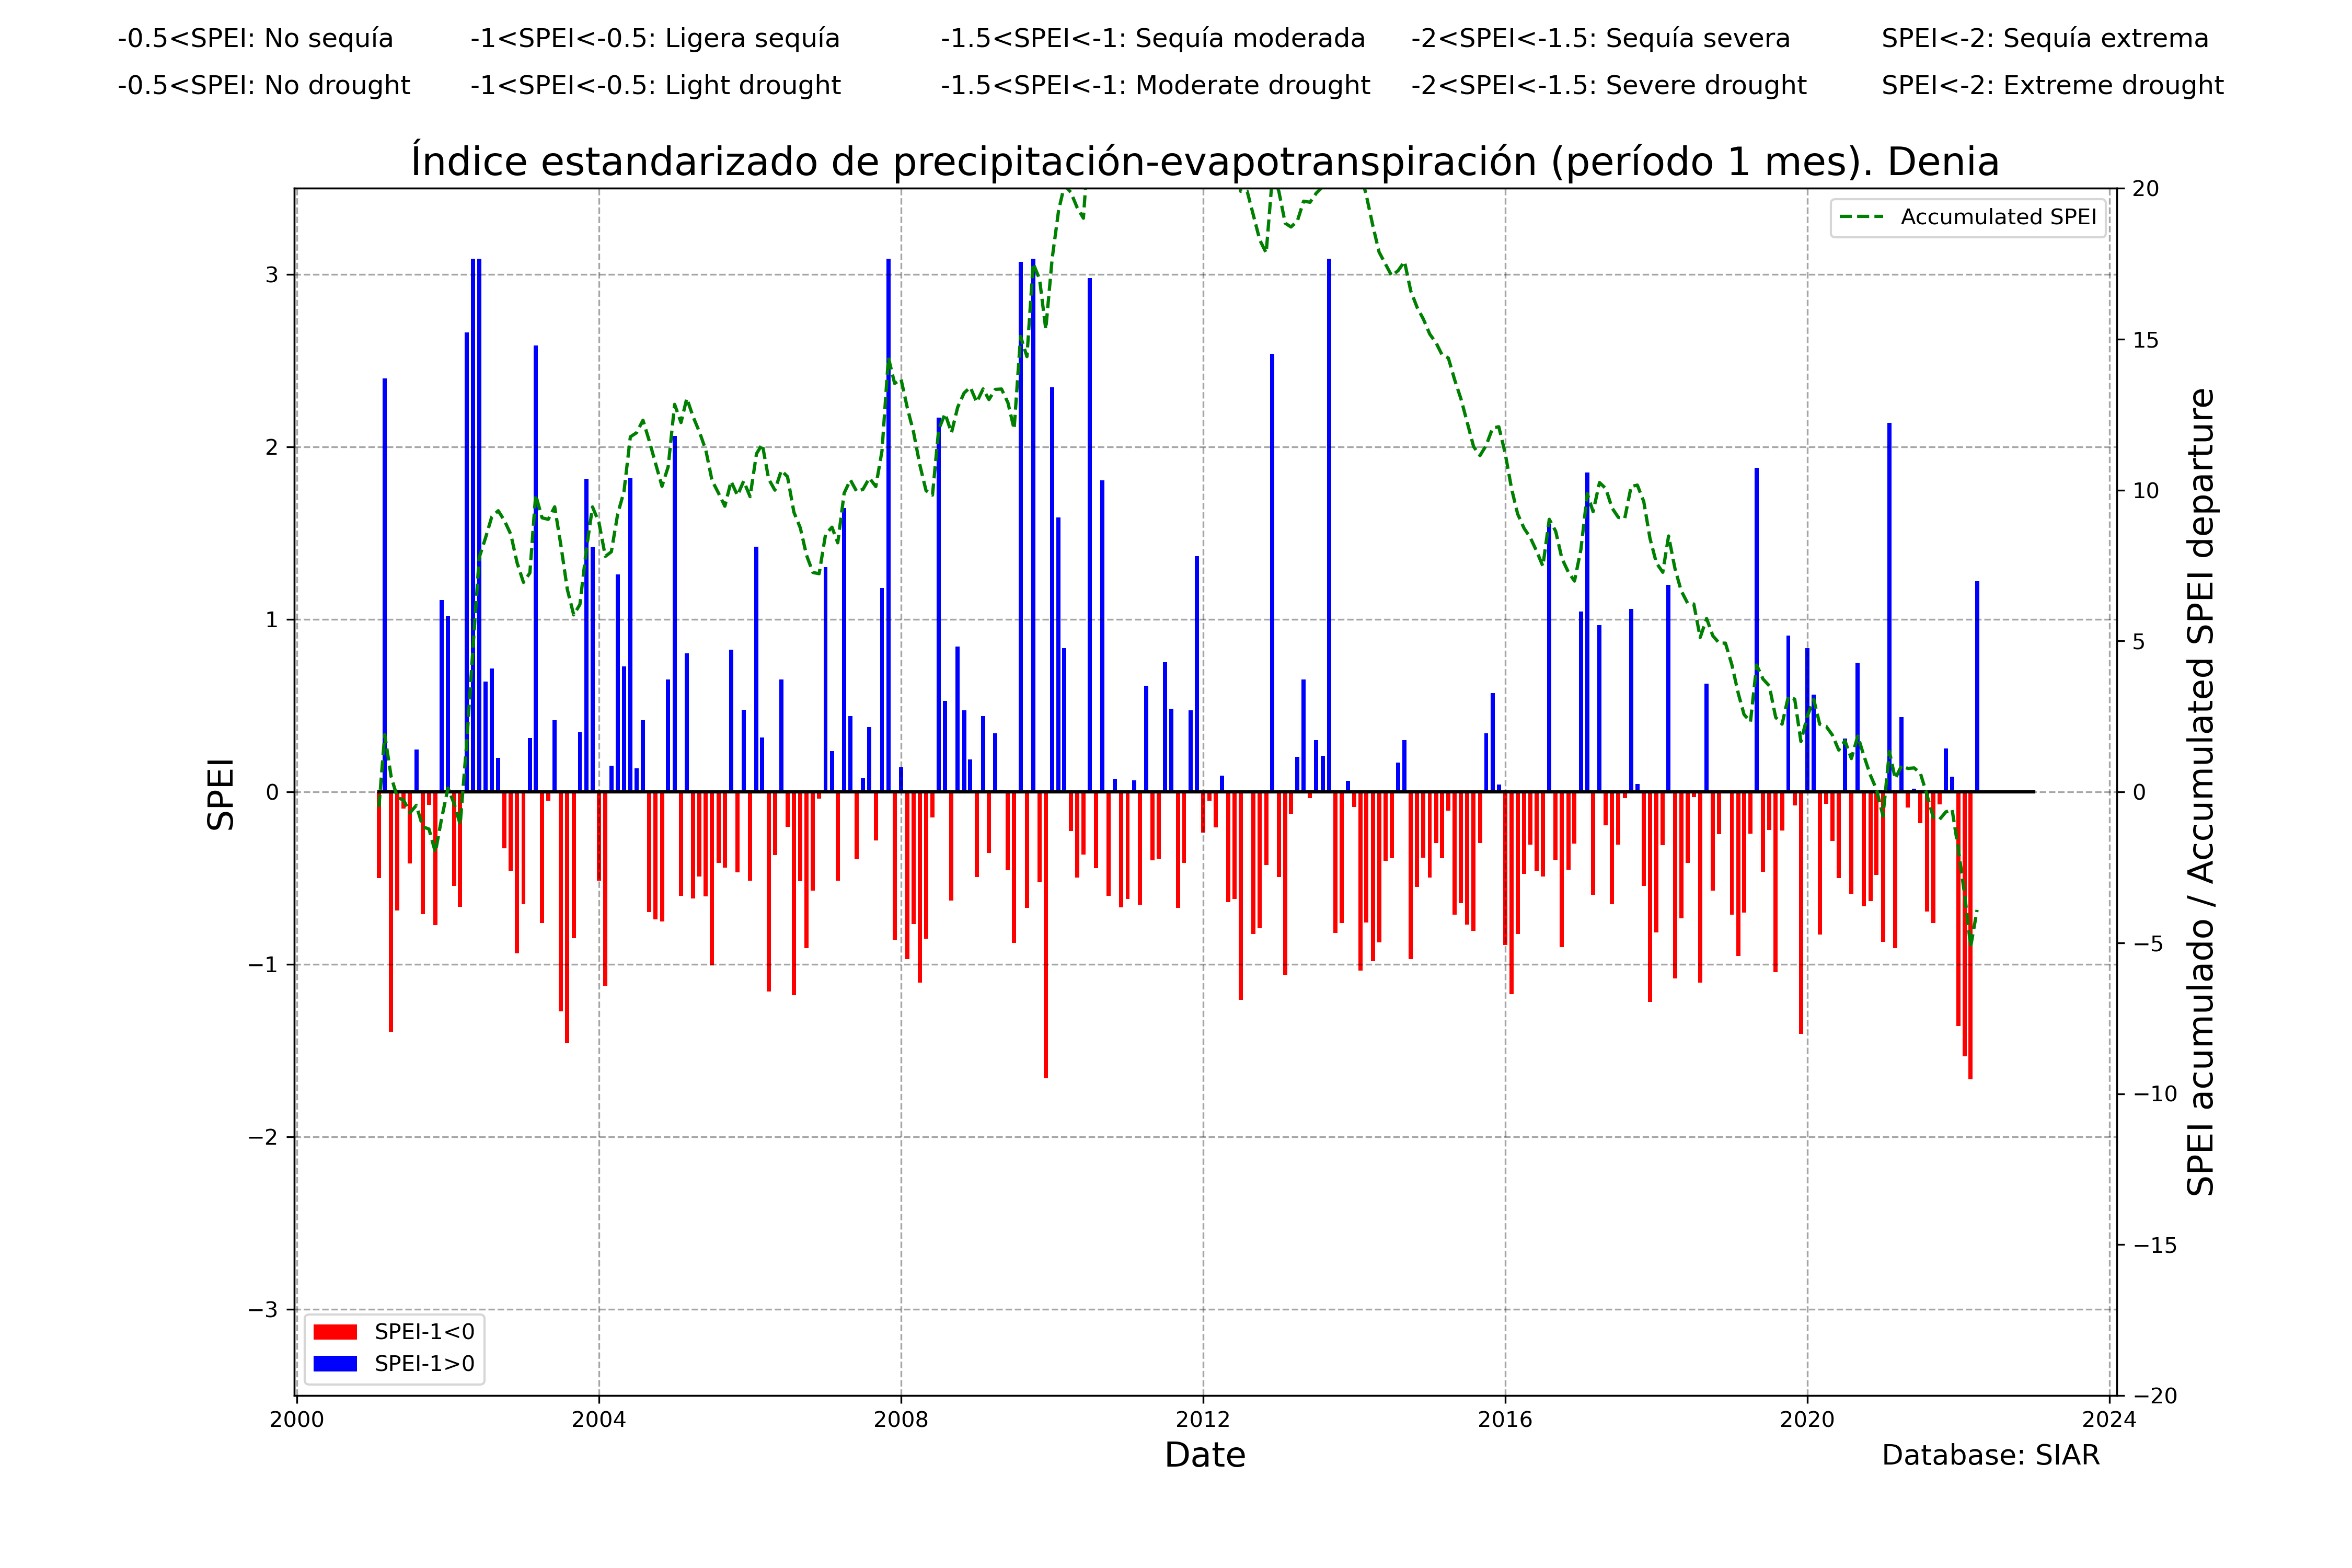 -0.5<SPEI: No sequía -1<SPEI<-0.5: Ligera sequía -1.5<SPEI<-1: Sequía moderada -2<SPEI<-1.5: Sequía severa SPEI<-2: Sequía extrema
-0.5<SPEI: No drought -1<SPEI<-0.5: Light drought -1.5<SPEI<-1: Moderate drought -2<SPEI<-1.5: Severe drought SPEI<-2: Extreme drought
Índice estandarizado de precipitación-evapotranspiración (período 1 mes). Denia
Accumulated SPEI
SPEI
3
2
1
0
−1
−2
−3
20
15
10
5
0
−5
−10
−15
−20
SPEI acumulado / Accumulated SPEI departure
SPEI-1<0
SPEI-1>0
2000 2004 2008 2012 2016 2020 2024
Date
Database: SIAR